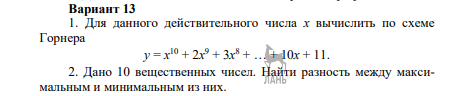 Вариант 13
1. Для данного действительного числа x вычислить по схеме
Горнера
y = x¹⁰ + 2x⁹ + 3x⁸ + … + 10x + 11.
2. Дано 10 вещественных чисел. Найти разность между макси-
мальным и минимальным из них.
ЛАНЬ